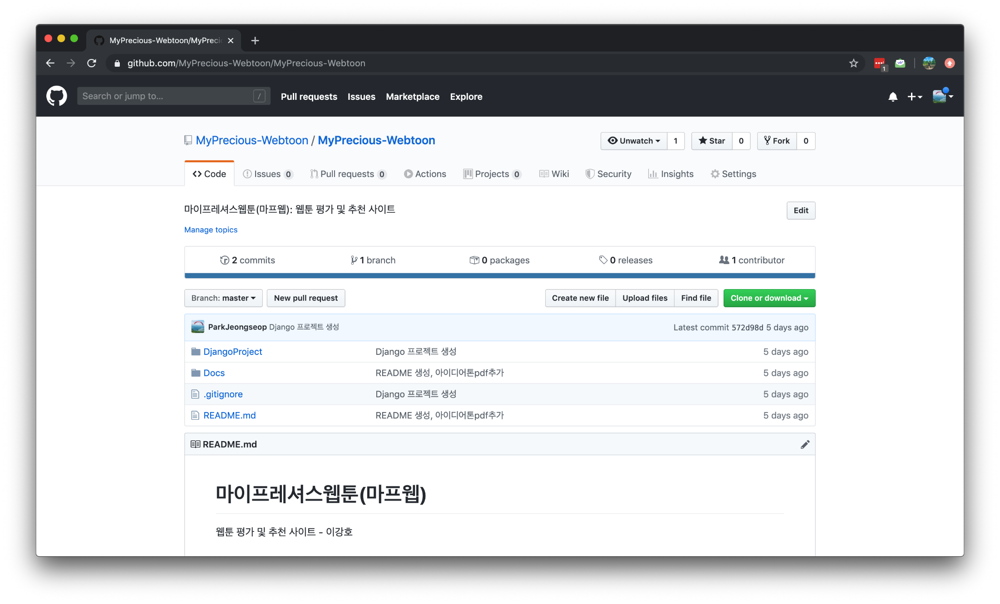 MyPrecious-Webtoon/MyPreci
github.com/MyPrecious-Webtoon/MyPrecious-Webtoon
1
Search or jump to... /
Pull requests Issues Marketplace Explore
MyPrecious-Webtoon / MyPrecious-Webtoon
Unwatch 1 Star 0 Fork 0
Code Issues 0 Pull requests 0 Actions Projects 0 Wiki Security Insights Settings
마이프레셔스웹툰(마프웹): 웹툰 평가 및 추천 사이트
Edit
Manage topics
2 commits 1 branch 0 packages 0 releases 1 contributor
Branch: master New pull request Create new file Upload files Find file Clone or download
ParkJeongseop Django 프로젝트 생성 Latest commit 572d98d 5 days ago
DjangoProject Django 프로젝트 생성 5 days ago
Docs README 생성, 아이디어톤pdf추가 5 days ago
.gitignore Django 프로젝트 생성 5 days ago
README.md README 생성, 아이디어톤pdf추가 5 days ago
README.md
마이프레셔스웹툰(마프웹)
웹툰 평가 및 추천 사이트 - 이강호